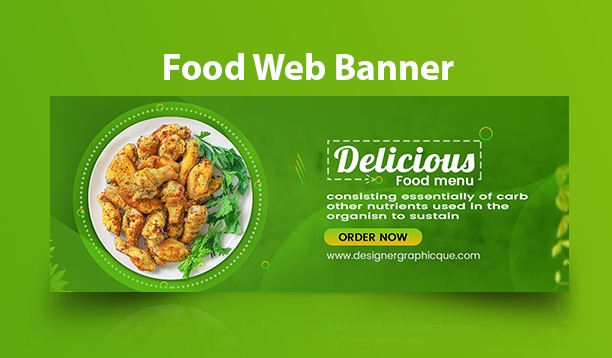 Food Web Banner
Delicious
Food menu
consisting essentially of carb
other nutrients used in the
organisn to sustain
ORDER NOW
www.designergraphicque.com